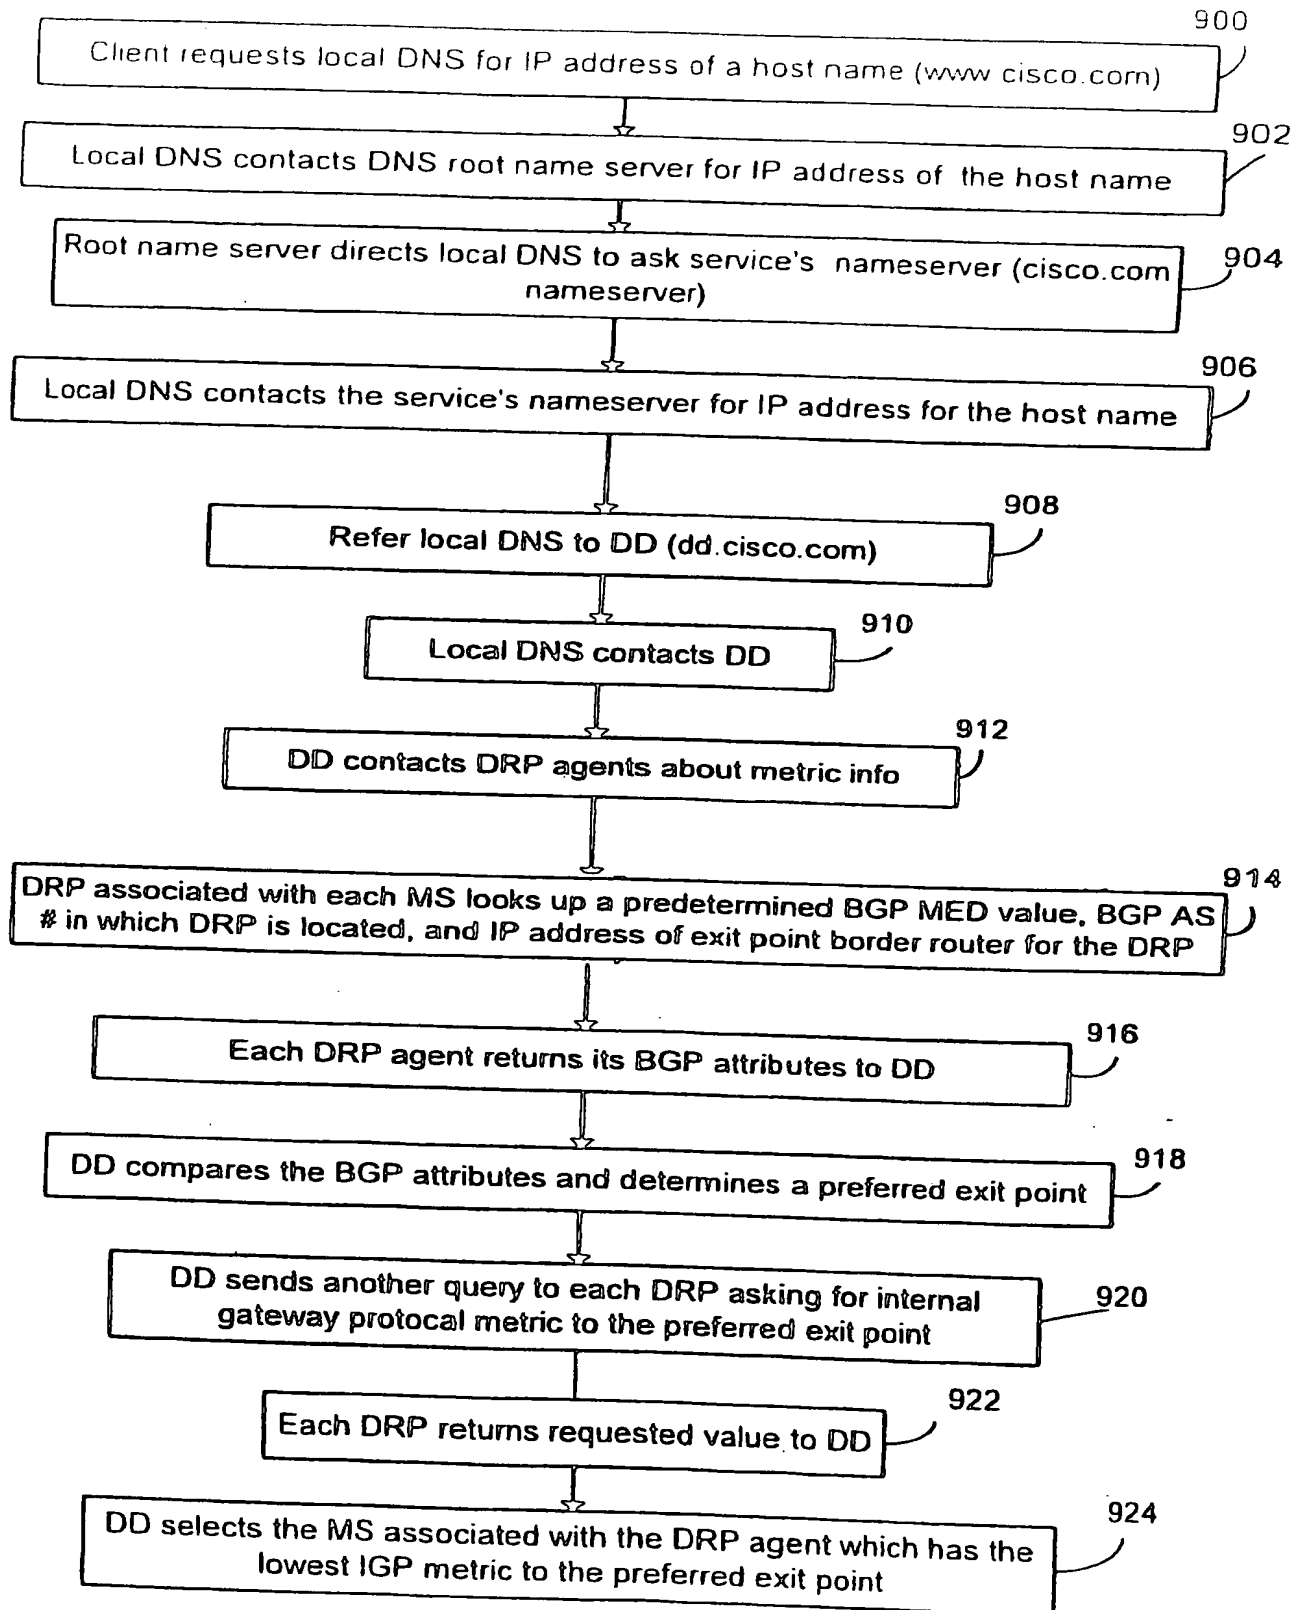 900
Client requests local DNS for IP address of a host name (www cisco.com)
902
Local DNS contacts DNS root name server for IP address of the host name
904
Root name server directs local DNS to ask service's nameserver (cisco.com
nameserver)
906
Local DNS contacts the service's nameserver for IP address for the host name
908
Refer local DNS to DD (dd.cisco.com)
910
Local DNS contacts DD
912
DD contacts DRP agents about metric info
914
DRP associated with each MS looks up a predetermined BGP MED value, BGP AS
# in which DRP is located, and IP address of exit point border router for the DRP
916
Each DRP agent returns its BGP attributes to DD
918
DD compares the BGP attributes and determines a preferred exit point
920
DD sends another query to each DRP asking for internal
gateway protocal metric to the preferred exit point
922
Each DRP returns requested value to DD
924
DD selects the MS associated with the DRP agent which has the
lowest IGP metric to the preferred exit point